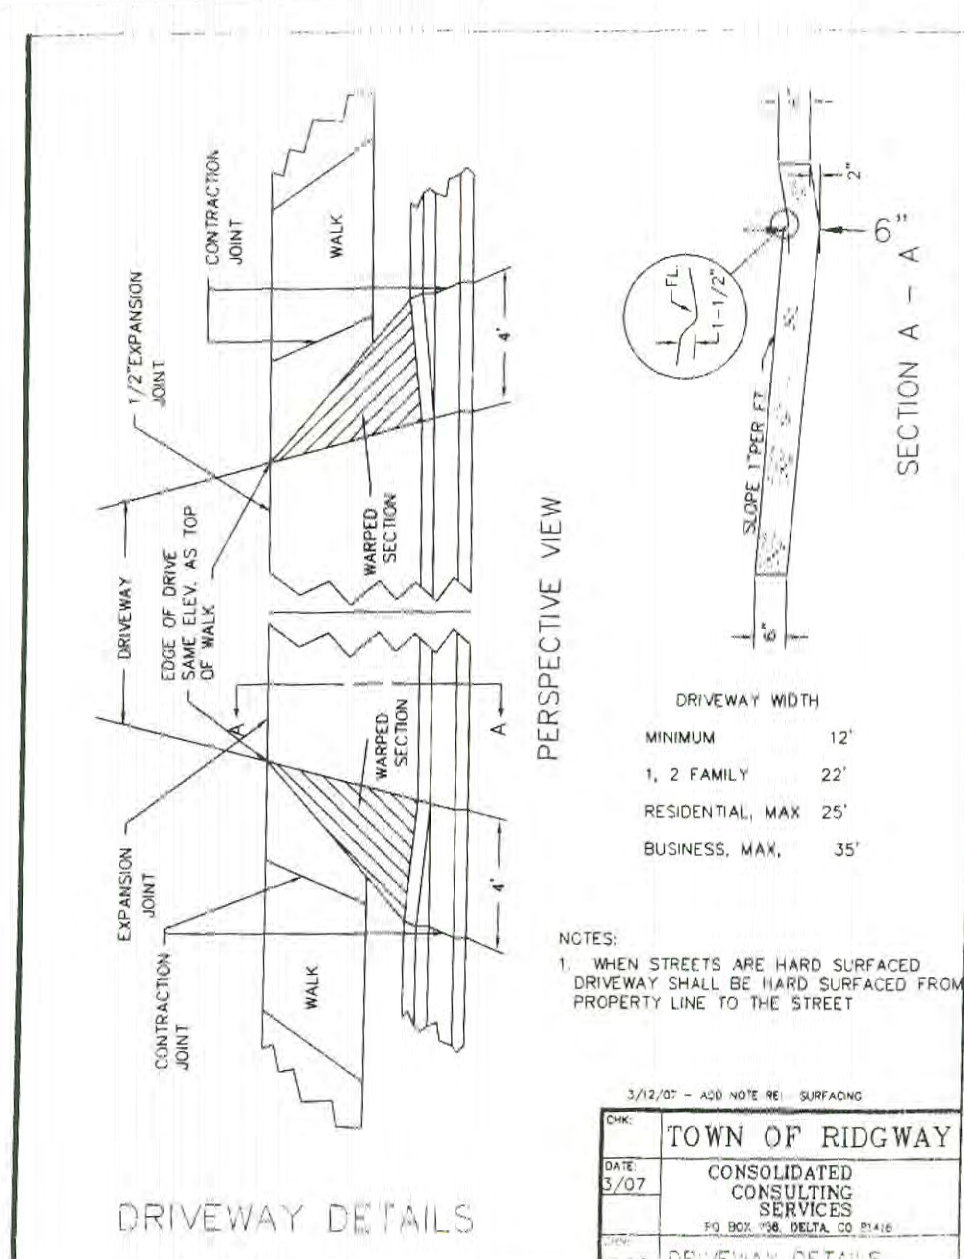 CONTRACTION
JOINT
WALK
1/2" EXPANSION
JOINT
4'
WARPED
SECTION
DRIVEWAY
EDGE OF DRIVE
SAME ELEV. AS TOP
OF WALK
A
A
WARPED
SECTION
EXPANSION
JOINT
4'
CONTRACTION
JOINT
WALK
PERSPECTIVE VIEW
2"
6"
FL.
1-1/2"
SLOPE 1" PER FT.
6"
SECTION A - A
DRIVEWAY WIDTH
MINIMUM 12'
1, 2 FAMILY 22'
RESIDENTIAL, MAX 25'
BUSINESS, MAX, 35'
NOTES:
1. WHEN STREETS ARE HARD SURFACED
DRIVEWAY SHALL BE HARD SURFACED FROM
PROPERTY LINE TO THE STREET
3/12/07 - ADD NOTE RE: SURFACING
CHK:
TOWN OF RIDGWAY
DATE:
3/07
CONSOLIDATED
CONSULTING
SERVICES
PO BOX 738, DELTA, CO 81416
DRIVEWAY DETAILS
DRIVEWAY DETAILS